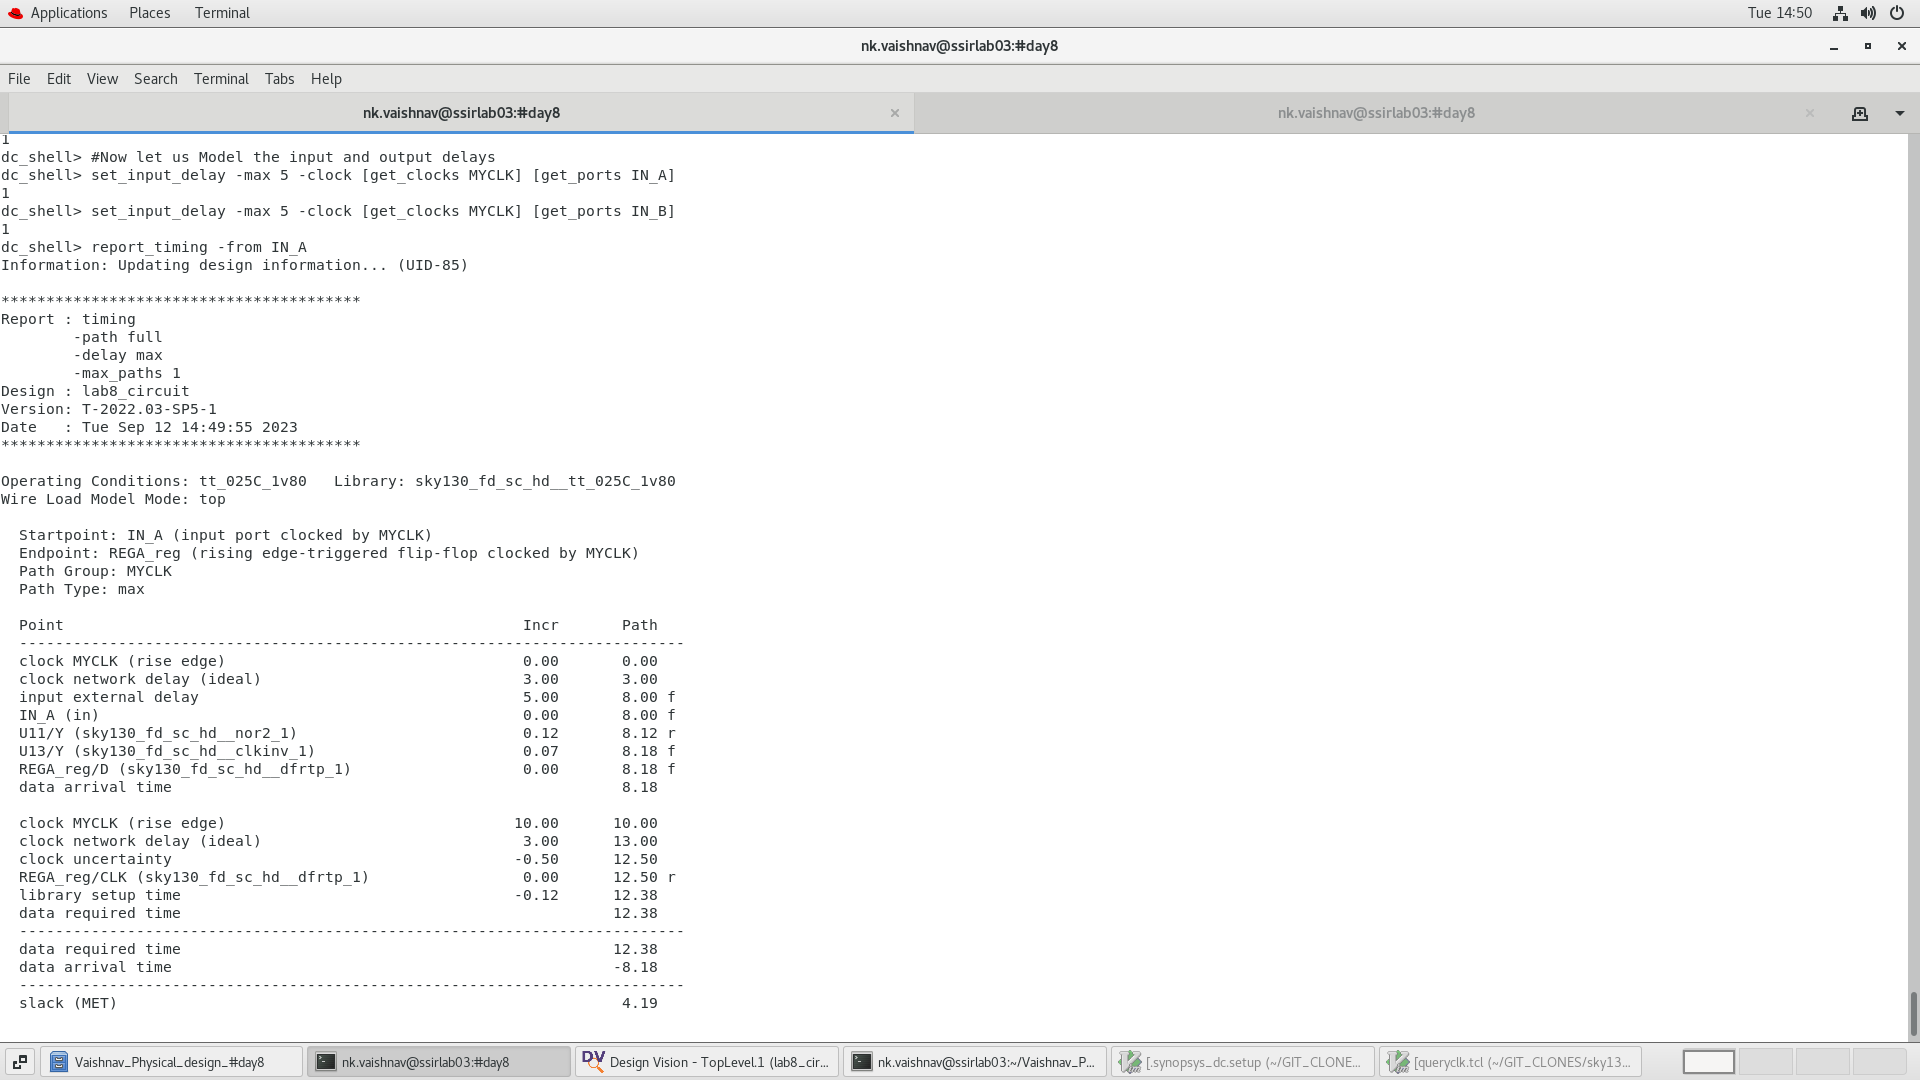 Applications Places Terminal Tue 14:50
nk.vaishnav@ssirlab03:#day8
File Edit View Search Terminal Tabs Help
nk.vaishnav@ssirlab03:#day8 × nk.vaishnav@ssirlab03:#day8 ×
1
dc_shell> #Now let us Model the input and output delays
dc_shell> set_input_delay -max 5 -clock [get_clocks MYCLK] [get_ports IN_A]
1
dc_shell> set_input_delay -max 5 -clock [get_clocks MYCLK] [get_ports IN_B]
1
dc_shell> report_timing -from IN_A
Information: Updating design information... (UID-85)
****************************************
Report : timing
        -path full
        -delay max
        -max_paths 1
Design : lab8_circuit
Version: T-2022.03-SP5-1
Date   : Tue Sep 12 14:49:55 2023
****************************************
Operating Conditions: tt_025C_1v80   Library: sky130_fd_sc_hd__tt_025C_1v80
Wire Load Model Mode: top
  Startpoint: IN_A (input port clocked by MYCLK)
  Endpoint: REGA_reg (rising edge-triggered flip-flop clocked by MYCLK)
  Path Group: MYCLK
  Path Type: max
  Point                                                   Incr       Path
  --------------------------------------------------------------------------
  clock MYCLK (rise edge)                                 0.00       0.00
  clock network delay (ideal)                             3.00       3.00
  input external delay                                    5.00       8.00 f
  IN_A (in)                                               0.00       8.00 f
  U11/Y (sky130_fd_sc_hd__nor2_1)                         0.12       8.12 r
  U13/Y (sky130_fd_sc_hd__clkinv_1)                       0.07       8.18 f
  REGA_reg/D (sky130_fd_sc_hd__dfrtp_1)                   0.00       8.18 f
  data arrival time                                                  8.18
  clock MYCLK (rise edge)                                10.00      10.00
  clock network delay (ideal)                             3.00      13.00
  clock uncertainty                                      -0.50      12.50
  REGA_reg/CLK (sky130_fd_sc_hd__dfrtp_1)                 0.00      12.50 r
  library setup time                                     -0.12      12.38
  data required time                                                12.38
  --------------------------------------------------------------------------
  data required time                                                12.38
  data arrival time                                                 -8.18
  --------------------------------------------------------------------------
  slack (MET)                                                        4.19
Vaishnav_Physical_design_#day8 nk.vaishnav@ssirlab03:#day8 DV Design Vision - TopLevel.1 (lab8_cir... nk.vaishnav@ssirlab03:~/Vaishnav_P... [.synopsys_dc.setup (~/GIT_CLONE... [queryclk.tcl (~/GIT_CLONES/sky13...